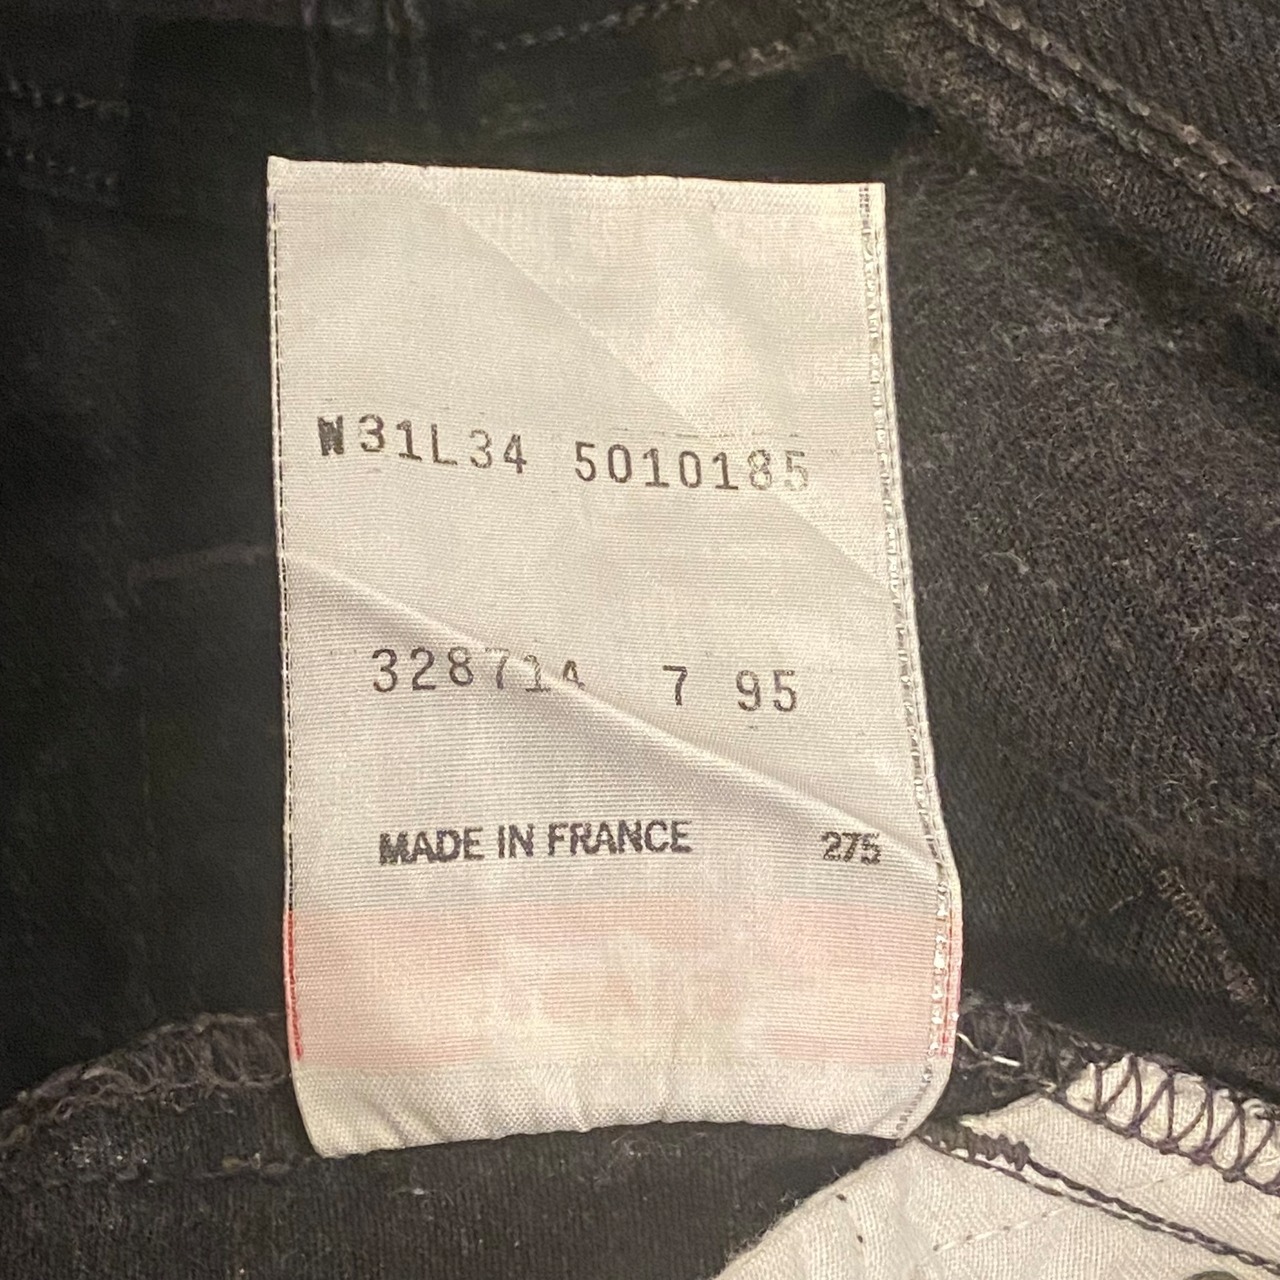 W31L34 5010185
328714 7 95
MADE IN FRANCE 275